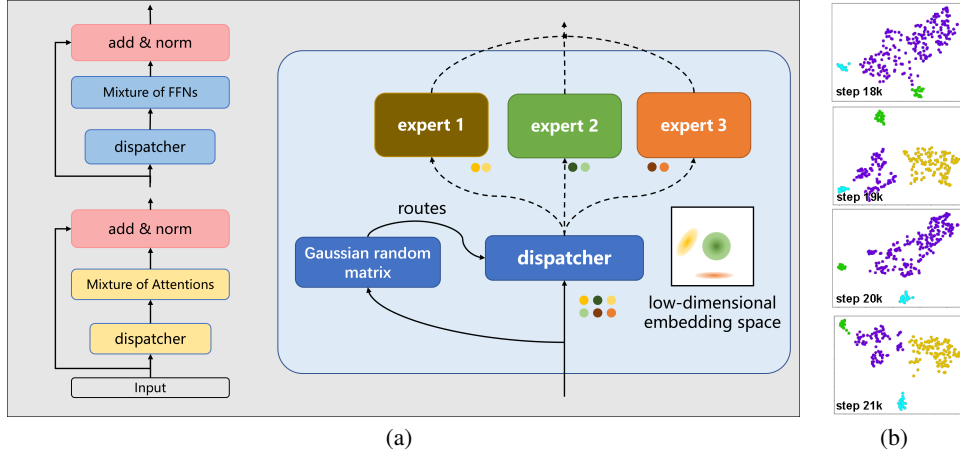 add & norm
Mixture of FFNs
dispatcher
add & norm
Mixture of Attentions
dispatcher
Input
expert 1
expert 2
expert 3
routes
Gaussian random
matrix
dispatcher
low-dimensional
embedding space
(a)
step 18k
step 19k
step 20k
step 21k
(b)